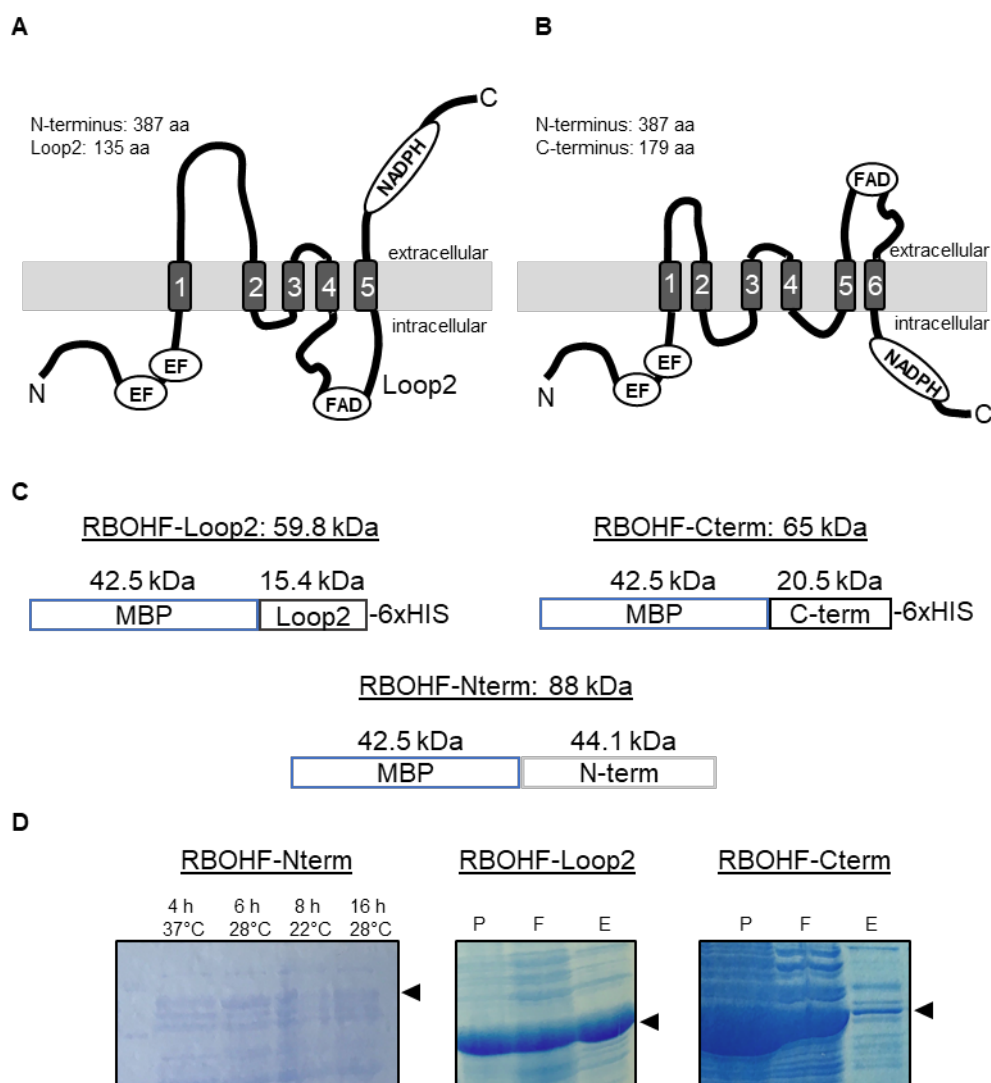 A
N-terminus: 387 aa
Loop2: 135 aa
C
NADPH
extracellular
1 2 3 4 5
intracellular
EF
EF
N
FAD
Loop2
B
N-terminus: 387 aa
C-terminus: 179 aa
FAD
extracellular
1 2 3 4 5 6
intracellular
EF
EF
N
NADPH
C
C
RBOHF-Loop2: 59.8 kDa
42.5 kDa 15.4 kDa
MBP Loop2 -6xHIS
RBOHF-Cterm: 65 kDa
42.5 kDa 20.5 kDa
MBP C-term -6xHIS
RBOHF-Nterm: 88 kDa
42.5 kDa 44.1 kDa
MBP N-term
D
RBOHF-Nterm
4 h 6 h 8 h 16 h
37°C 28°C 22°C 28°C
RBOHF-Loop2
P F E
RBOHF-Cterm
P F E